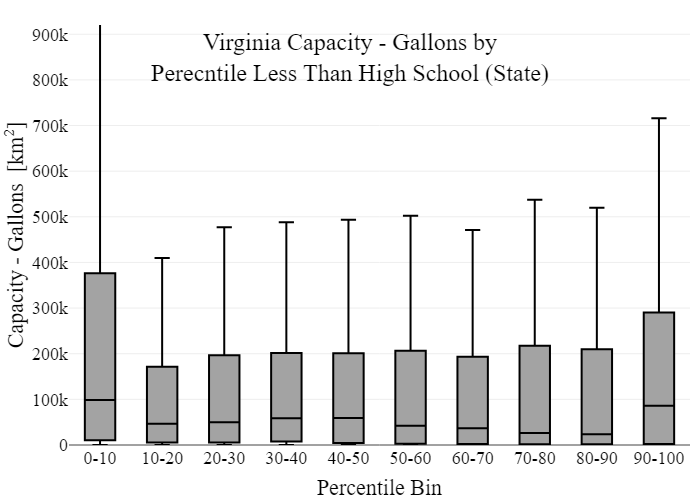 Virginia Capacity - Gallons by
Perecntile Less Than High School (State)
Capacity - Gallons [km²]
900k
800k
700k
600k
500k
400k
300k
200k
100k
0
0-10 10-20 20-30 30-40 40-50 50-60 60-70 70-80 80-90 90-100
Percentile Bin